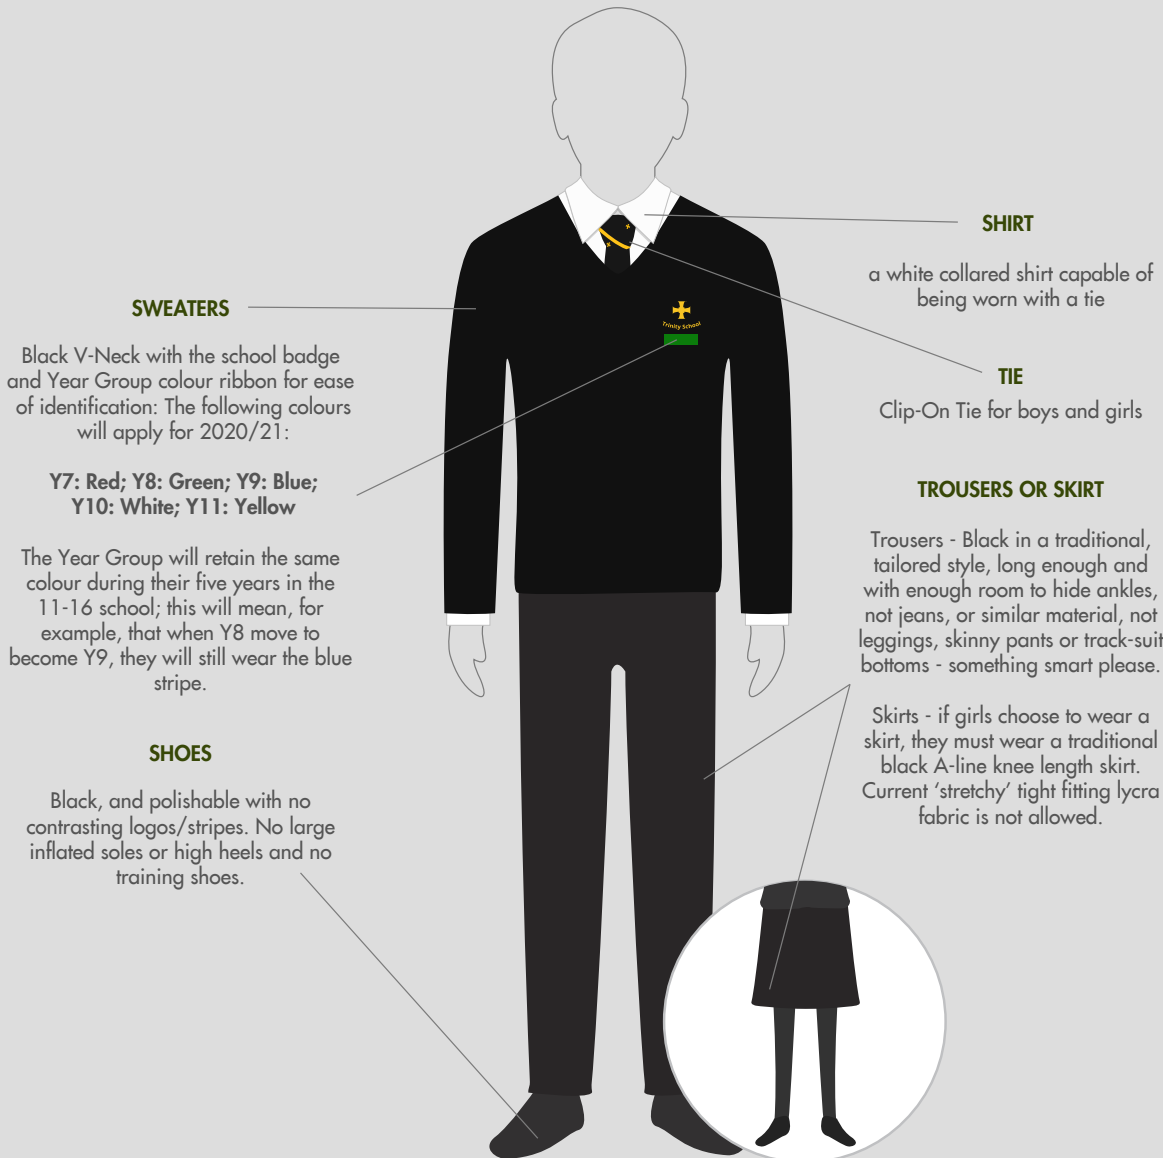 SWEATERS
Black V-Neck with the school badge
and Year Group colour ribbon for ease
of identification: The following colours
will apply for 2020/21:
Y7: Red; Y8: Green; Y9: Blue;
Y10: White; Y11: Yellow
The Year Group will retain the same
colour during their five years in the
11-16 school; this will mean, for
example, that when Y8 move to
become Y9, they will still wear the blue
stripe.
SHOES
Black, and polishable with no
contrasting logos/stripes. No large
inflated soles or high heels and no
training shoes.
Trinity School
SHIRT
a white collared shirt capable of
being worn with a tie
TIE
Clip-On Tie for boys and girls
TROUSERS OR SKIRT
Trousers - Black in a traditional,
tailored style, long enough and
with enough room to hide ankles,
not jeans, or similar material, not
leggings, skinny pants or track-suit
bottoms - something smart please.
Skirts - if girls choose to wear a
skirt, they must wear a traditional
black A-line knee length skirt.
Current ‘stretchy’ tight fitting lycra
fabric is not allowed.